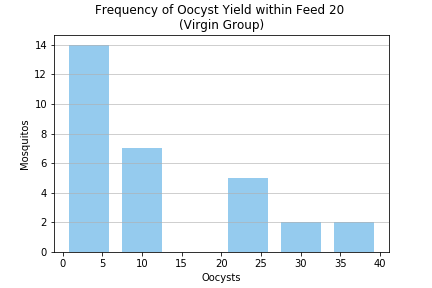 Frequency of Oocyst Yield within Feed 20
(Virgin Group)
14
12
10
8
6
4
2
0
Mosquitos
0 5 10 15 20 25 30 35 40
Oocysts